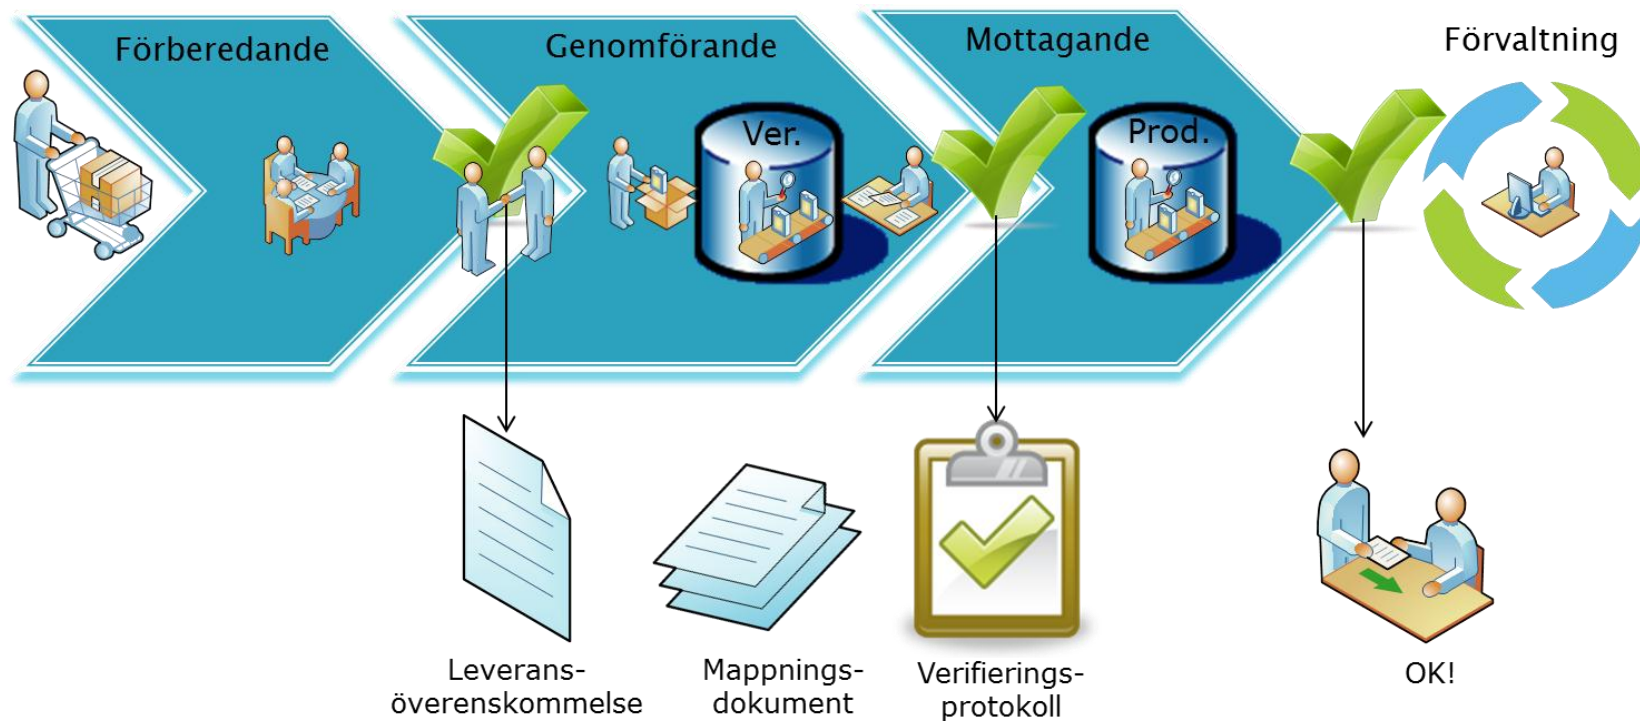 Förberedande
Genomförande
Mottagande
Förvaltning
Ver.
Prod.
Leverans-
överenskommelse
Mappnings-
dokument
Verifierings-
protokoll
OK!